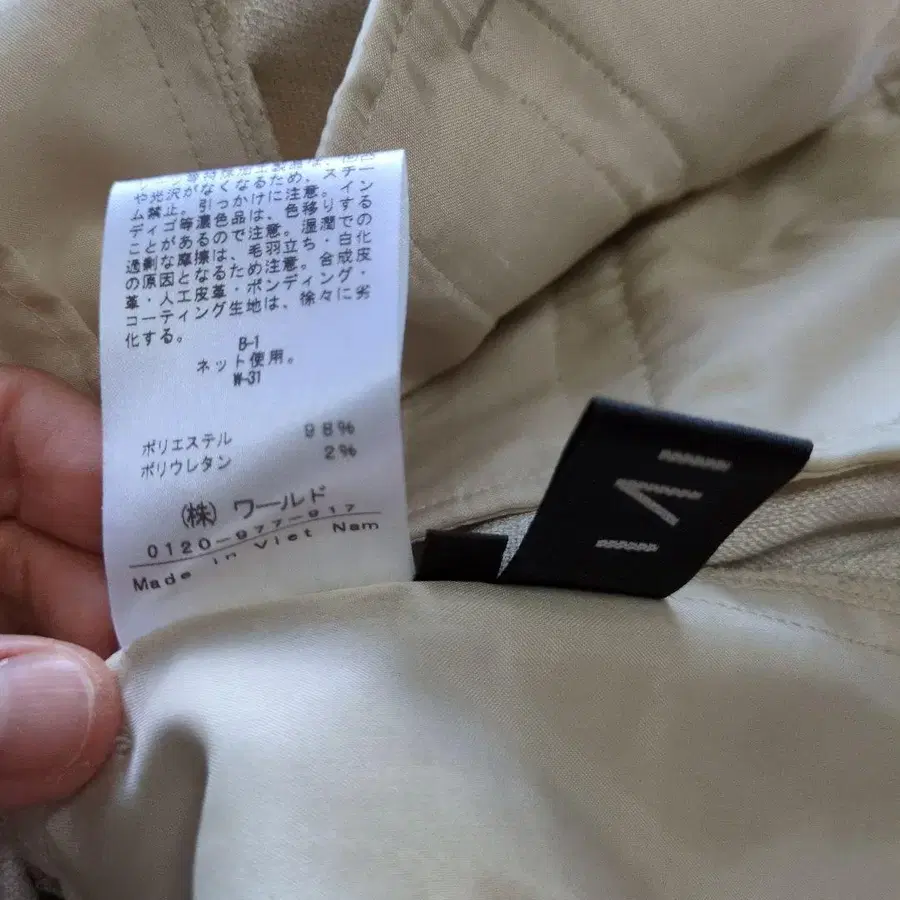 や光沢がなくなるため、スチー
ム禁止。引っかけに注意。イン
ディゴ等濃色品は、色移りする
ことがあるので注意。湿潤での
過剰な摩擦は、毛羽立ち・白化
の原因となるため注意。合成皮
革・人工皮革・ボンディング・
コーティング生地は、徐々に劣
化する。
B-1
ネット使用。
W-31
ポリエステル 98%
ポリウレタン 2%
(株) ワールド
0120-977-917
Made in Viet Nam